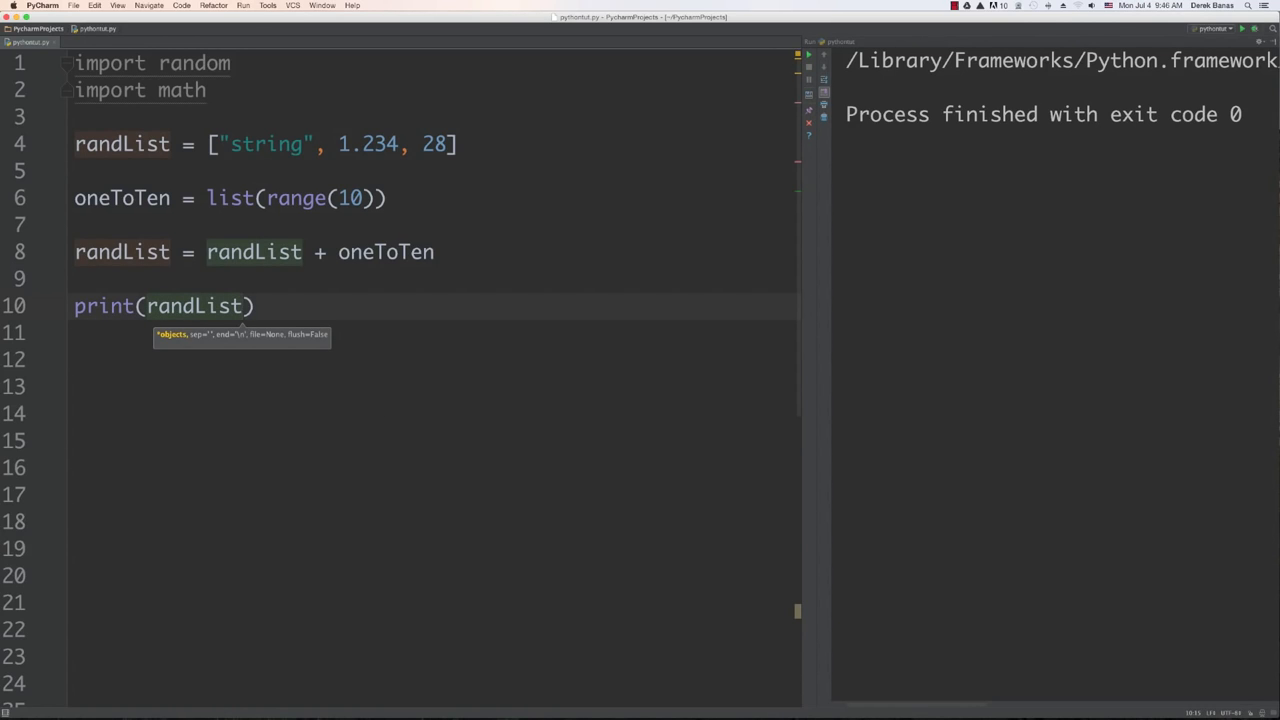 PyCharm File Edit View Navigate Code Refactor Run Tools VCS Window Help
10 Mon Jul 4 9:46 AM Derek Banas
pythontut.py - PycharmProjects - [~/PycharmProjects]
PycharmProjects pythontut.py
pythontut
pythontut.py
Run pythontut
1 import random
2 import math
3
4 randList = ["string", 1.234, 28]
5
6 oneToTen = list(range(10))
7
8 randList = randList + oneToTen
9
10 print(randList)
*objects, sep=' ', end='\n', file=None, flush=False
11
12
13
14
15
16
17
18
19
20
21
22
23
24
25
/Library/Frameworks/Python.framework
Process finished with exit code 0
10:15 LF÷ UTF-8÷